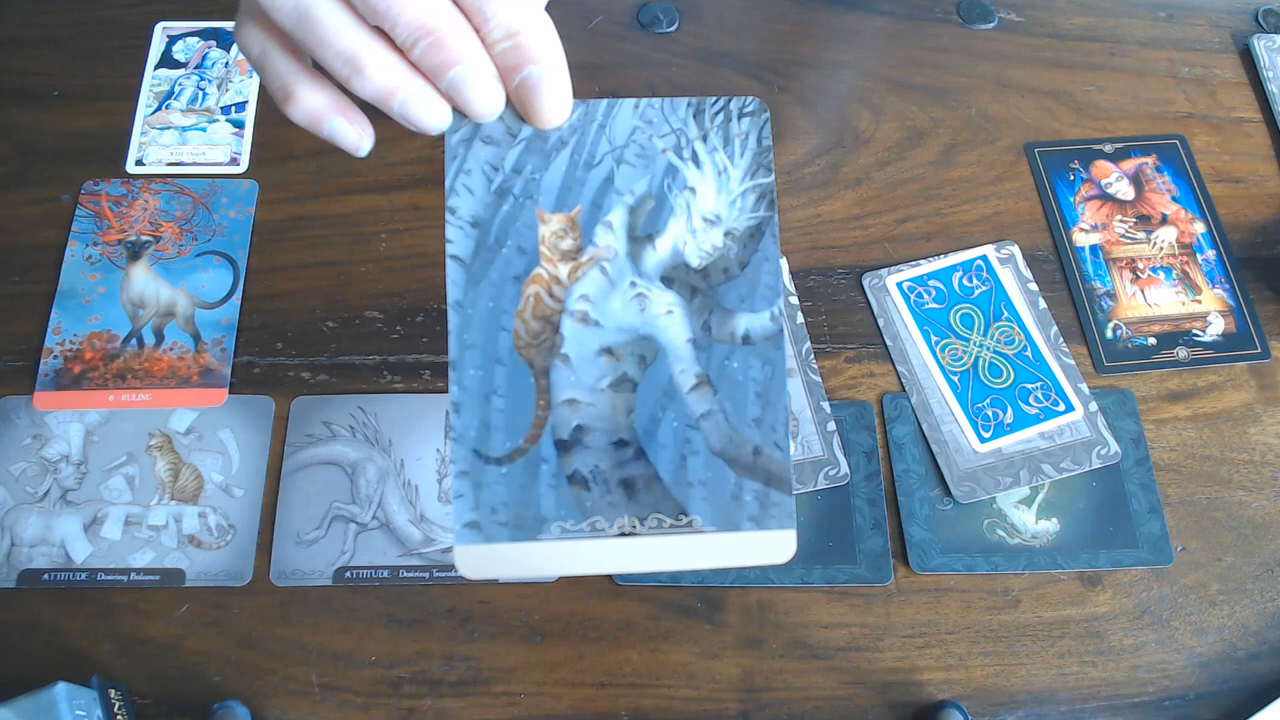 XIII Death
6 - RULING
ATTITUDE - Desiring Balance
ATTITUDE - Desiring